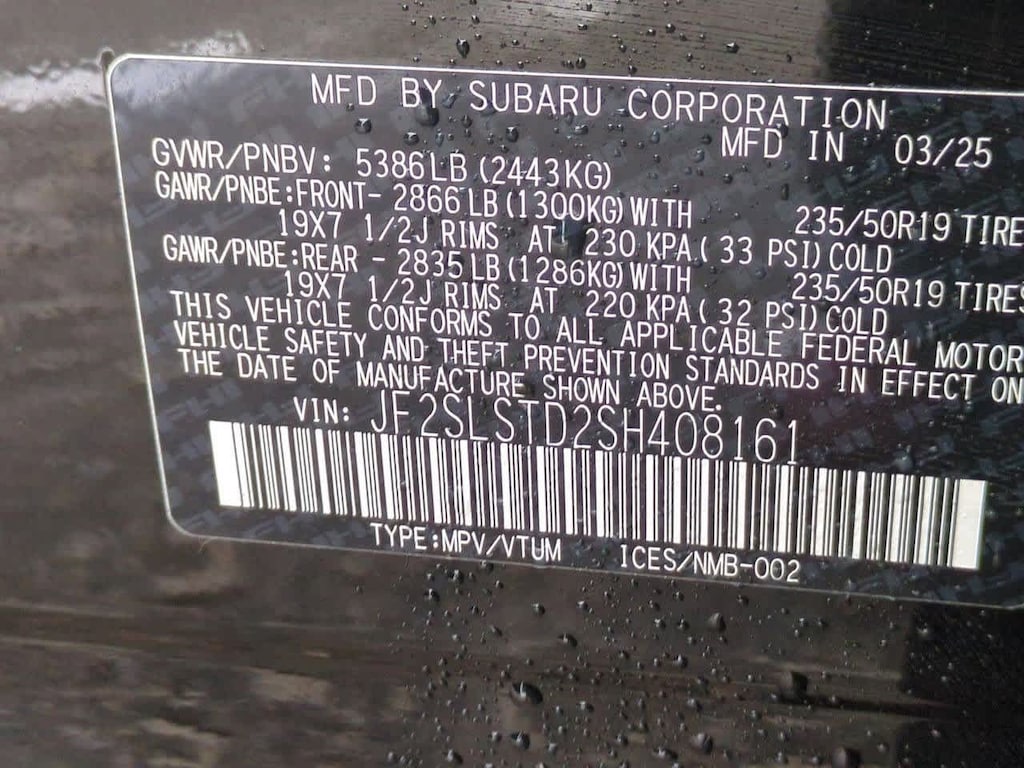 MFD BY SUBARU CORPORATION
MFD IN 03/25
GVWR/PNBV: 5386LB (2443KG)
GAWR/PNBE:FRONT- 2866LB(1300KG)WITH 235/50R19 TIRE
19X7 1/2J RIMS AT 230 KPA( 33 PSI)COLD
GAWR/PNBE:REAR - 2835LB(1286KG)WITH 235/50R19 TIRES
19X7 1/2J RIMS AT 220 KPA( 32 PSI)COLD
THIS VEHICLE CONFORMS TO ALL APPLICABLE FEDERAL MOTOR
VEHICLE SAFETY AND THEFT PREVENTION STANDARDS IN EFFECT ON
THE DATE OF MANUFACTURE SHOWN ABOVE.
VIN: JF2SLSTD2SH408161
TYPE:MPV/VTUM ICES/NMB-002